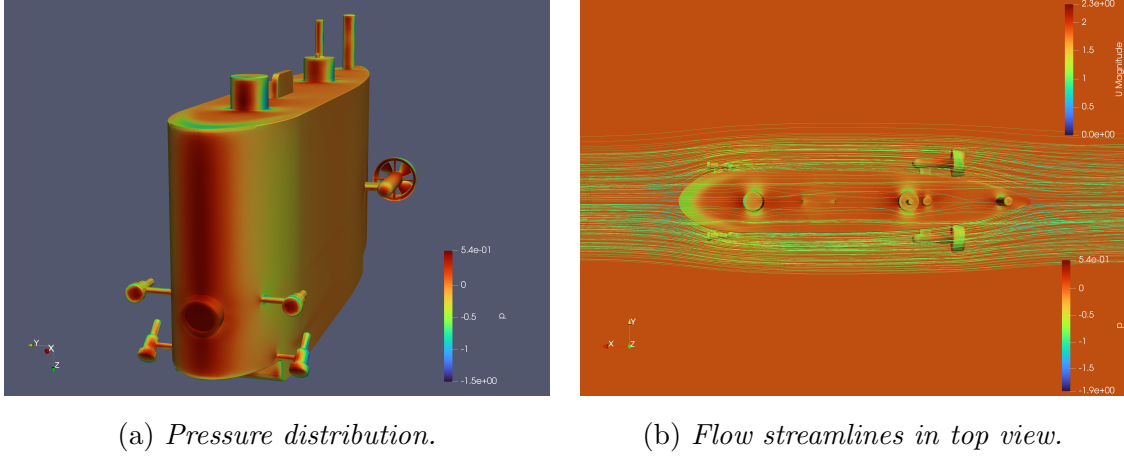 5.4e-01
0
-0.5
-1
-1.5e+00
p
Y
X
Z
2.3e+00
2
1.5
1
0.5
0.0e+00
U Magnitude
5.4e-01
0
-0.5
-1
-1.5
-1.9e+00
p
Y
X
Z
(a) Pressure distribution.
(b) Flow streamlines in top view.